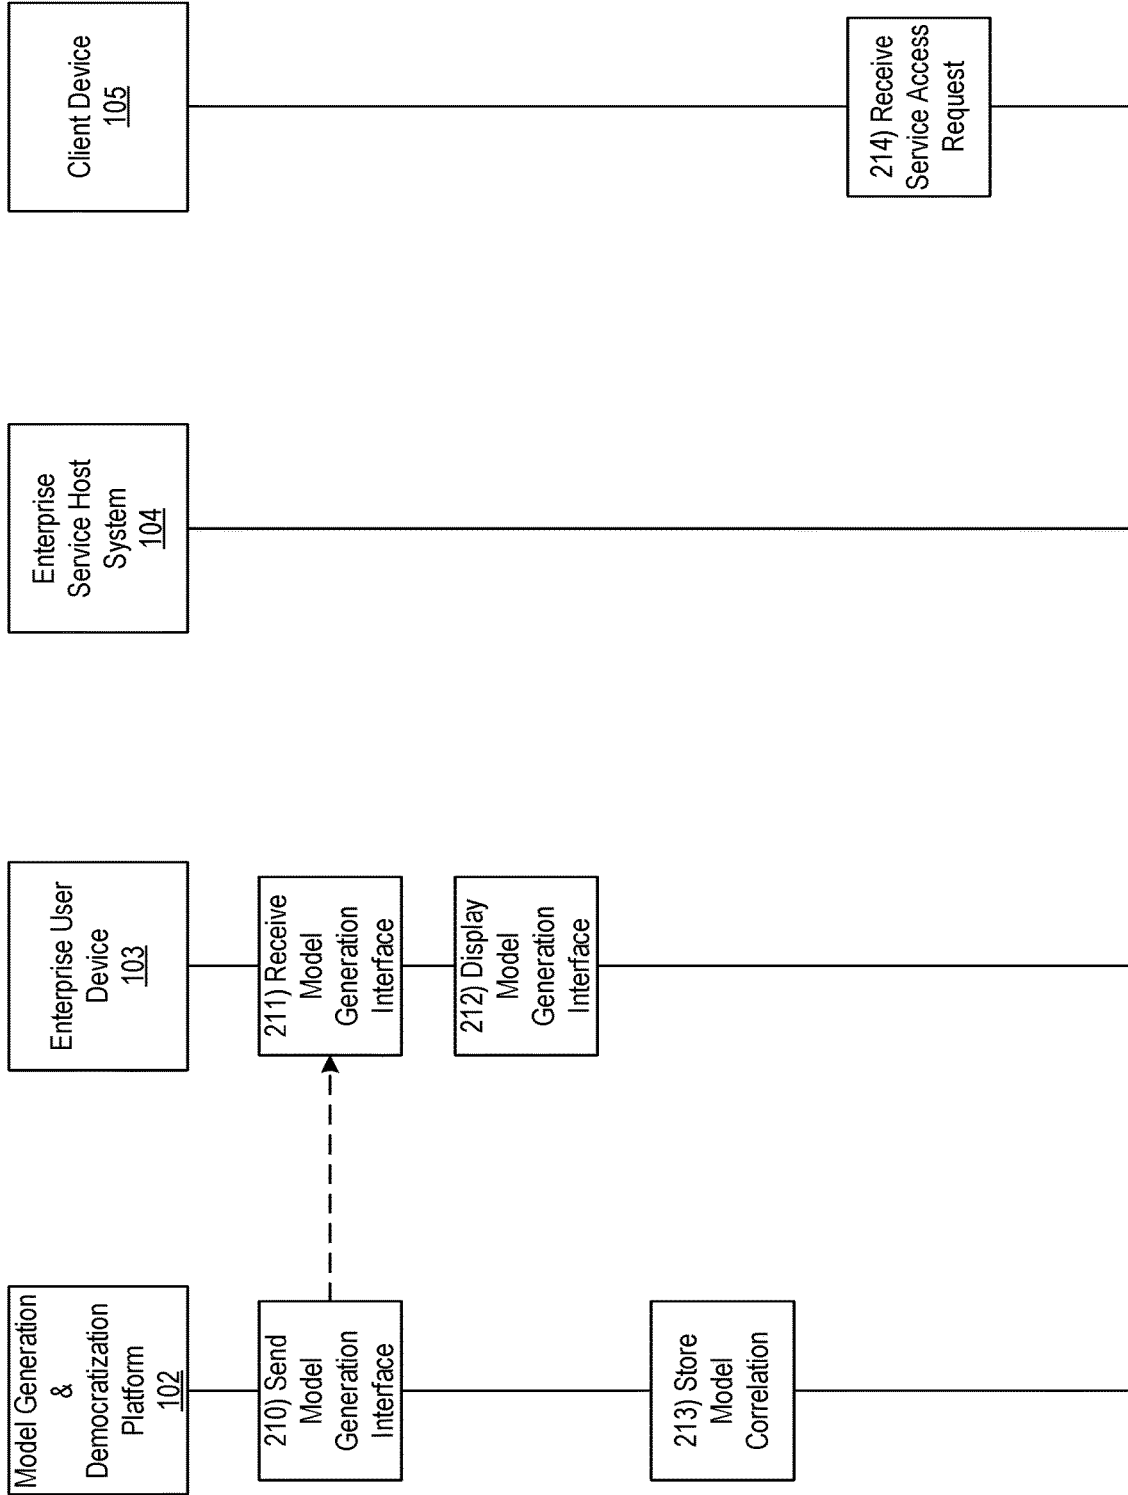 Model Generation
&
Democratization
Platform
102
Enterprise User
Device
103
Enterprise
Service Host
System
104
Client Device
105
210) Send
Model
Generation
Interface
211) Receive
Model
Generation
Interface
212) Display
Model
Generation
Interface
213) Store
Model
Correlation
214) Receive
Service Access
Request